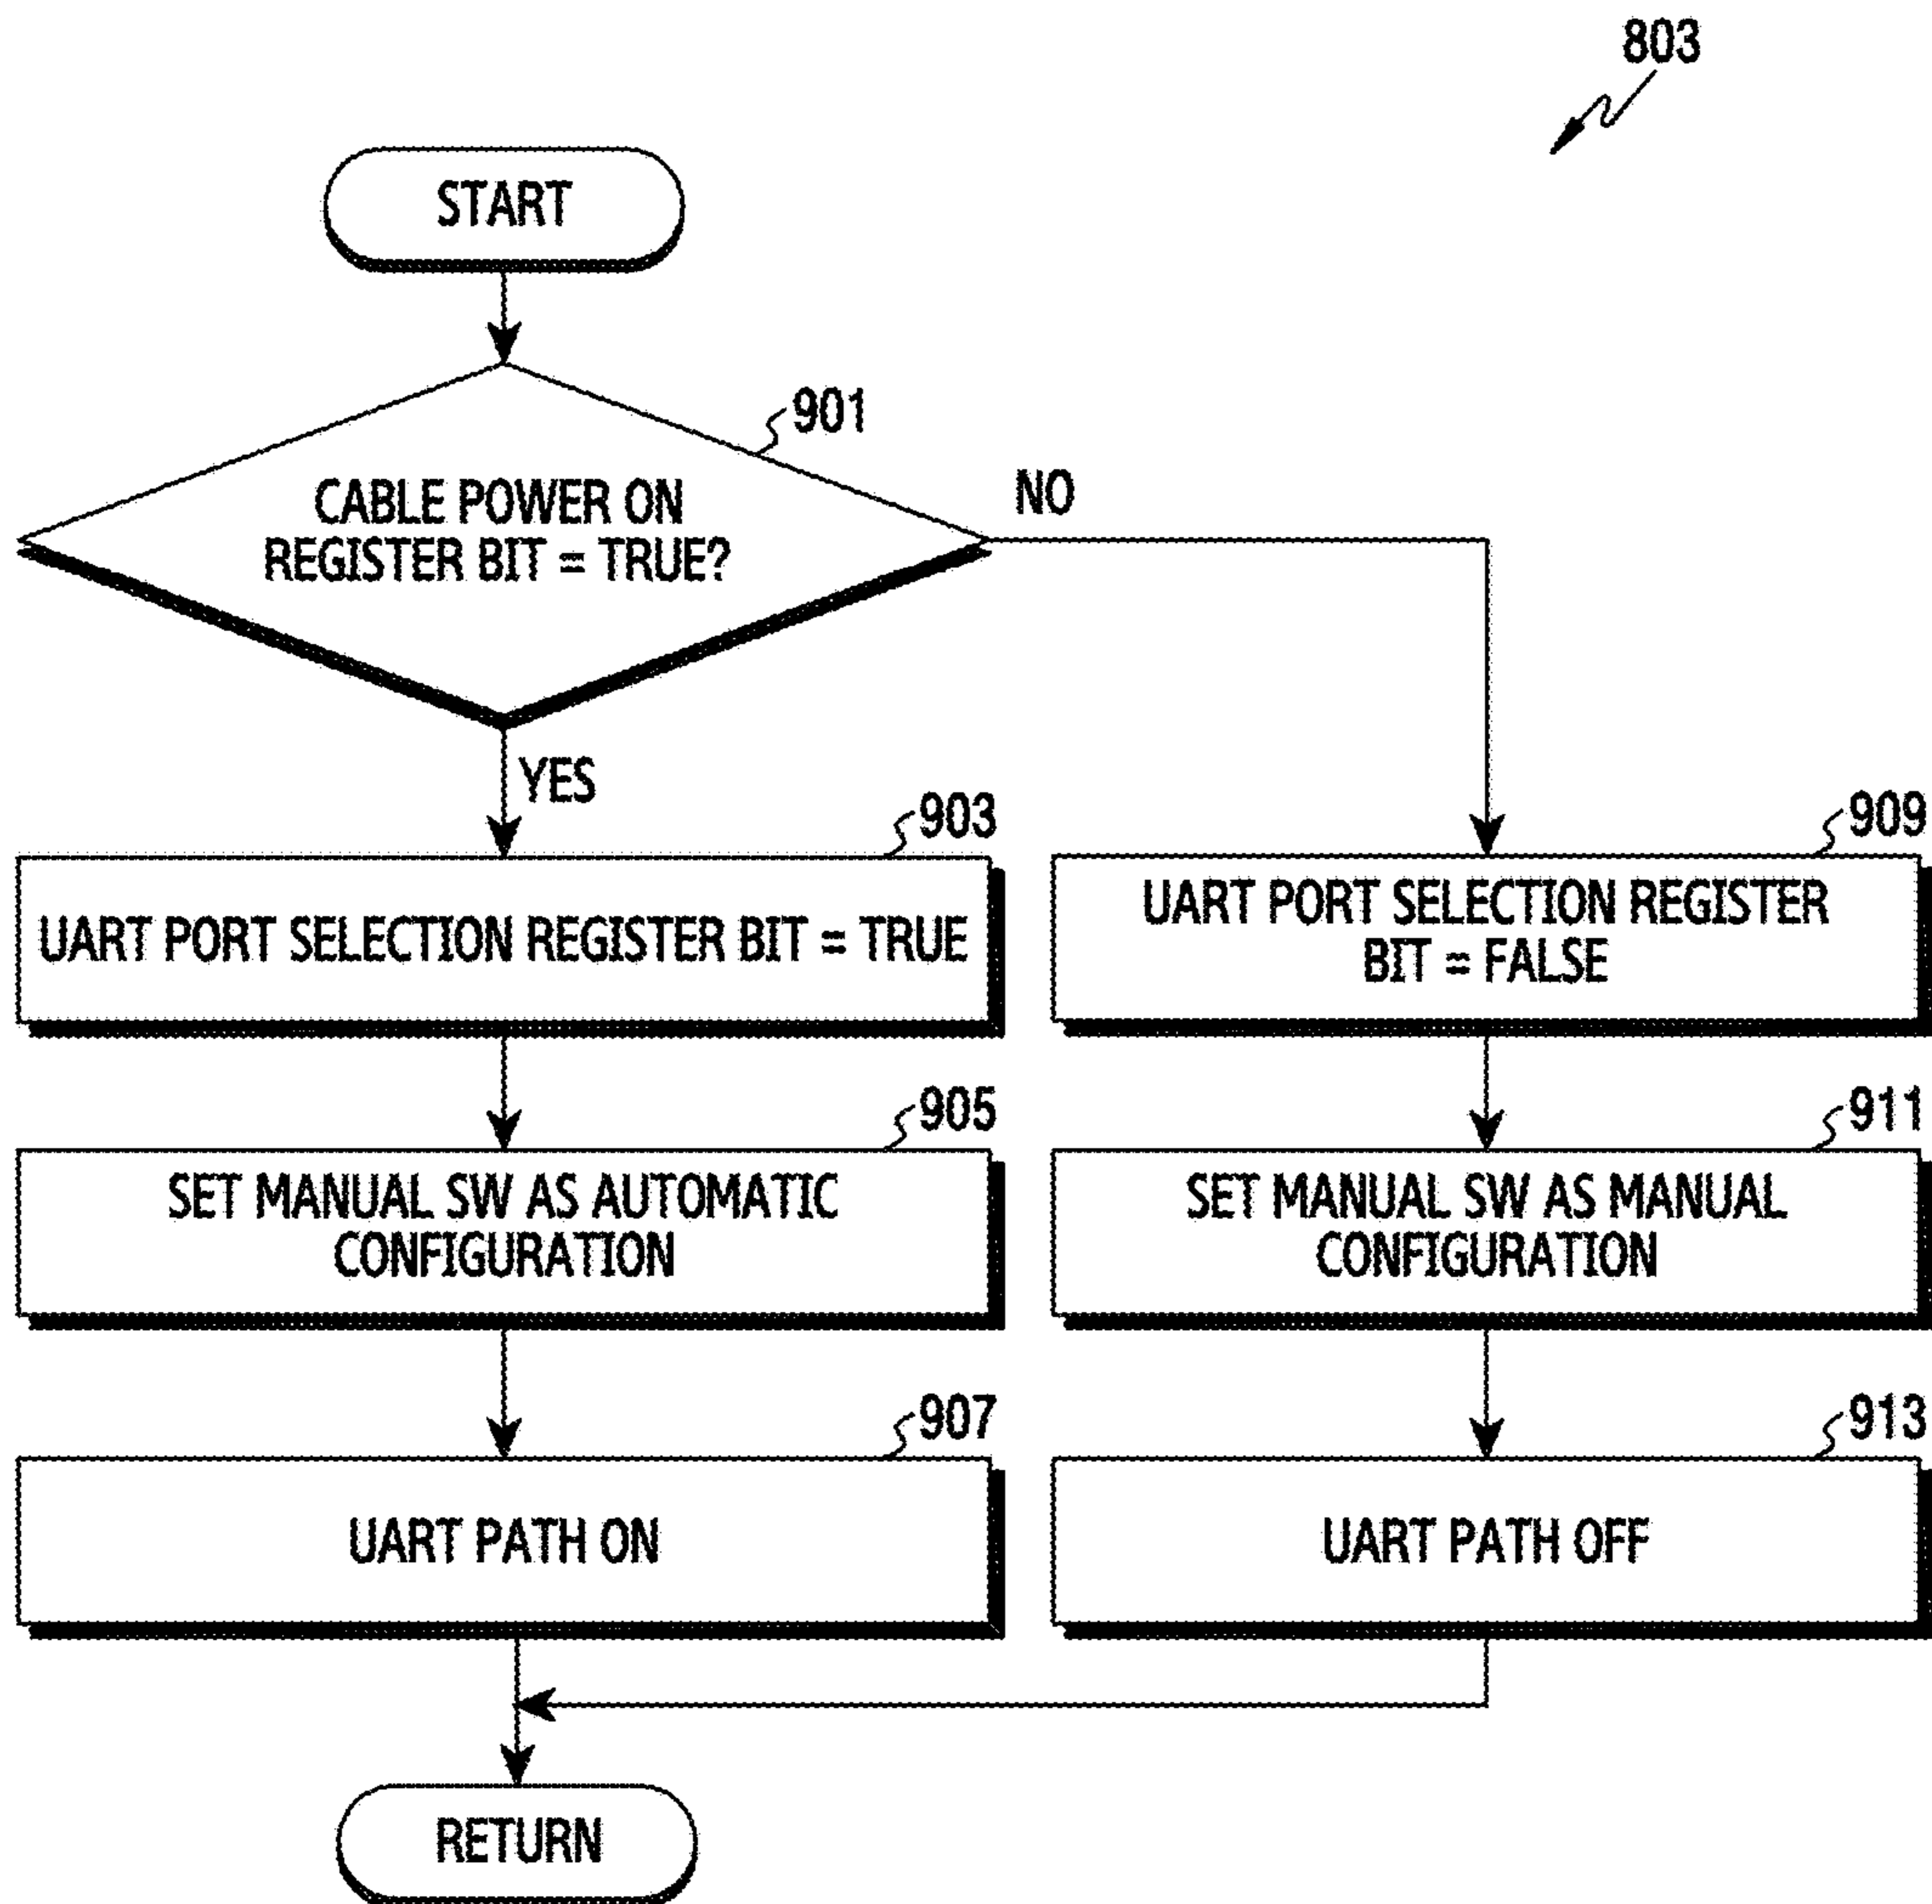 803
START
901
CABLE POWER ON
REGISTER BIT = TRUE?
NO
YES
903
UART PORT SELECTION REGISTER BIT = TRUE
909
UART PORT SELECTION REGISTER
BIT = FALSE
905
SET MANUAL SW AS AUTOMATIC
CONFIGURATION
911
SET MANUAL SW AS MANUAL
CONFIGURATION
907
UART PATH ON
913
UART PATH OFF
RETURN